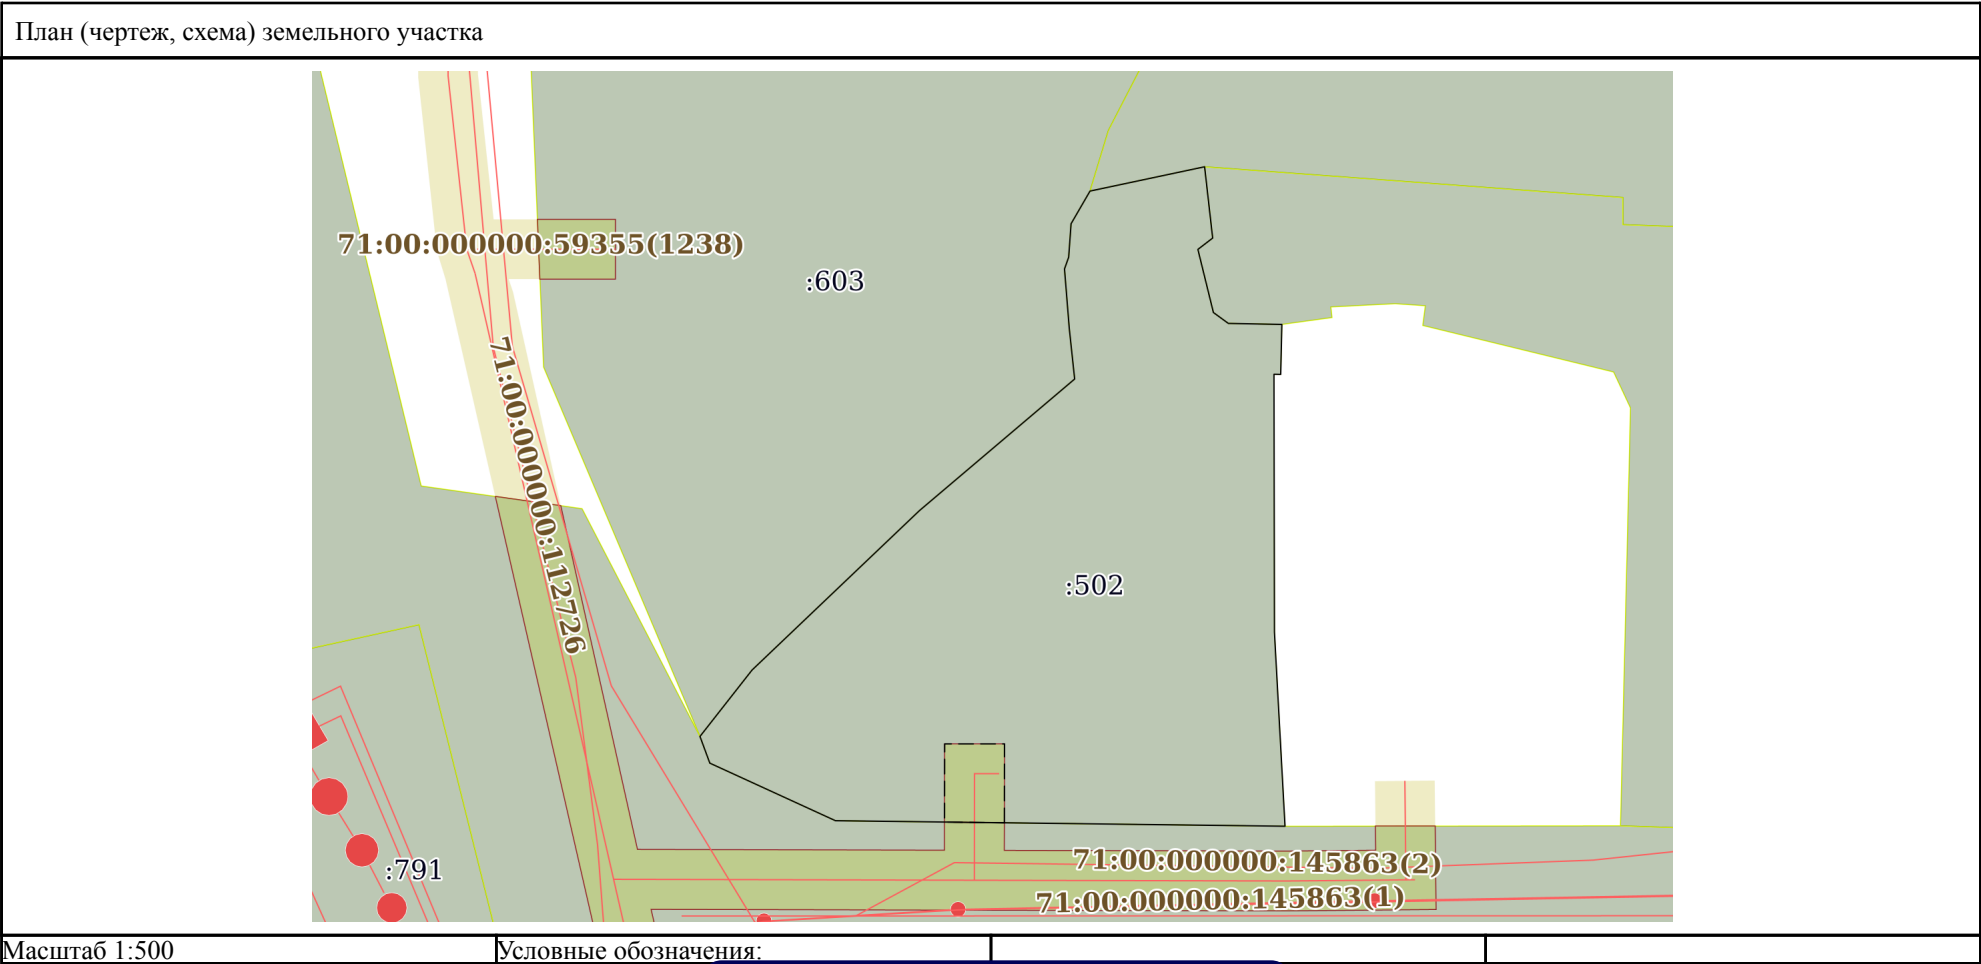 План (чертеж, схема) земельного участка
71:00:000000:59355(1238)
:603
71:00:000000:112726
:502
:791
71:00:000000:145863(2)
71:00:000000:145863(1)
Масштаб 1:500
Условные обозначения: